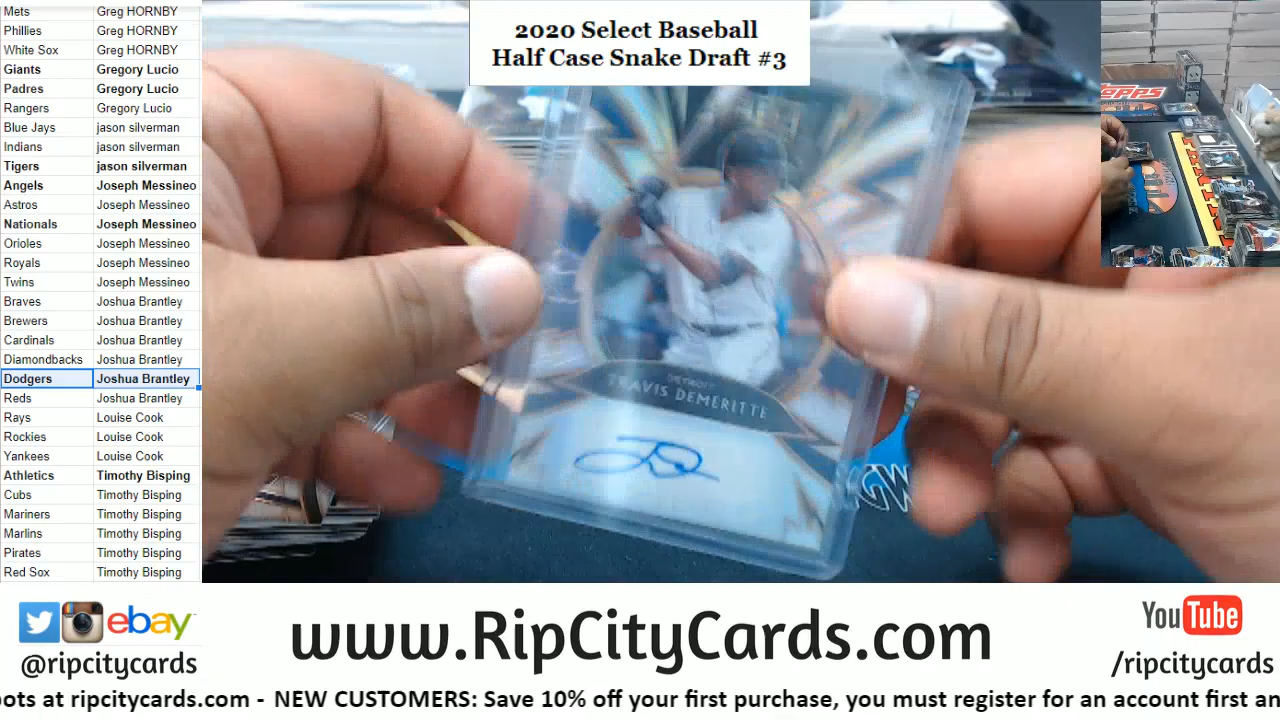 2020 Select Baseball
Half Case Snake Draft #3
Mets Greg HORNBY
Phillies Greg HORNBY
White Sox Greg HORNBY
Giants Gregory Lucio
Padres Gregory Lucio
Rangers Gregory Lucio
Blue Jays jason silverman
Indians jason silverman
Tigers jason silverman
Angels Joseph Messineo
Astros Joseph Messineo
Nationals Joseph Messineo
Orioles Joseph Messineo
Royals Joseph Messineo
Twins Joseph Messineo
Braves Joshua Brantley
Brewers Joshua Brantley
Cardinals Joshua Brantley
Diamondbacks Joshua Brantley
Dodgers Joshua Brantley
Reds Joshua Brantley
Rays Louise Cook
Rockies Louise Cook
Yankees Louise Cook
Athletics Timothy Bisping
Cubs Timothy Bisping
Mariners Timothy Bisping
Marlins Timothy Bisping
Pirates Timothy Bisping
Red Sox Timothy Bisping
DETROIT
TRAVIS DEMERITTE
TOPPS
ebay
@ripcitycards
www.RipCityCards.com
YouTube
/ripcitycards
oots at ripcitycards.com - NEW CUSTOMERS: Save 10% off your first purchase, you must register for an account first an